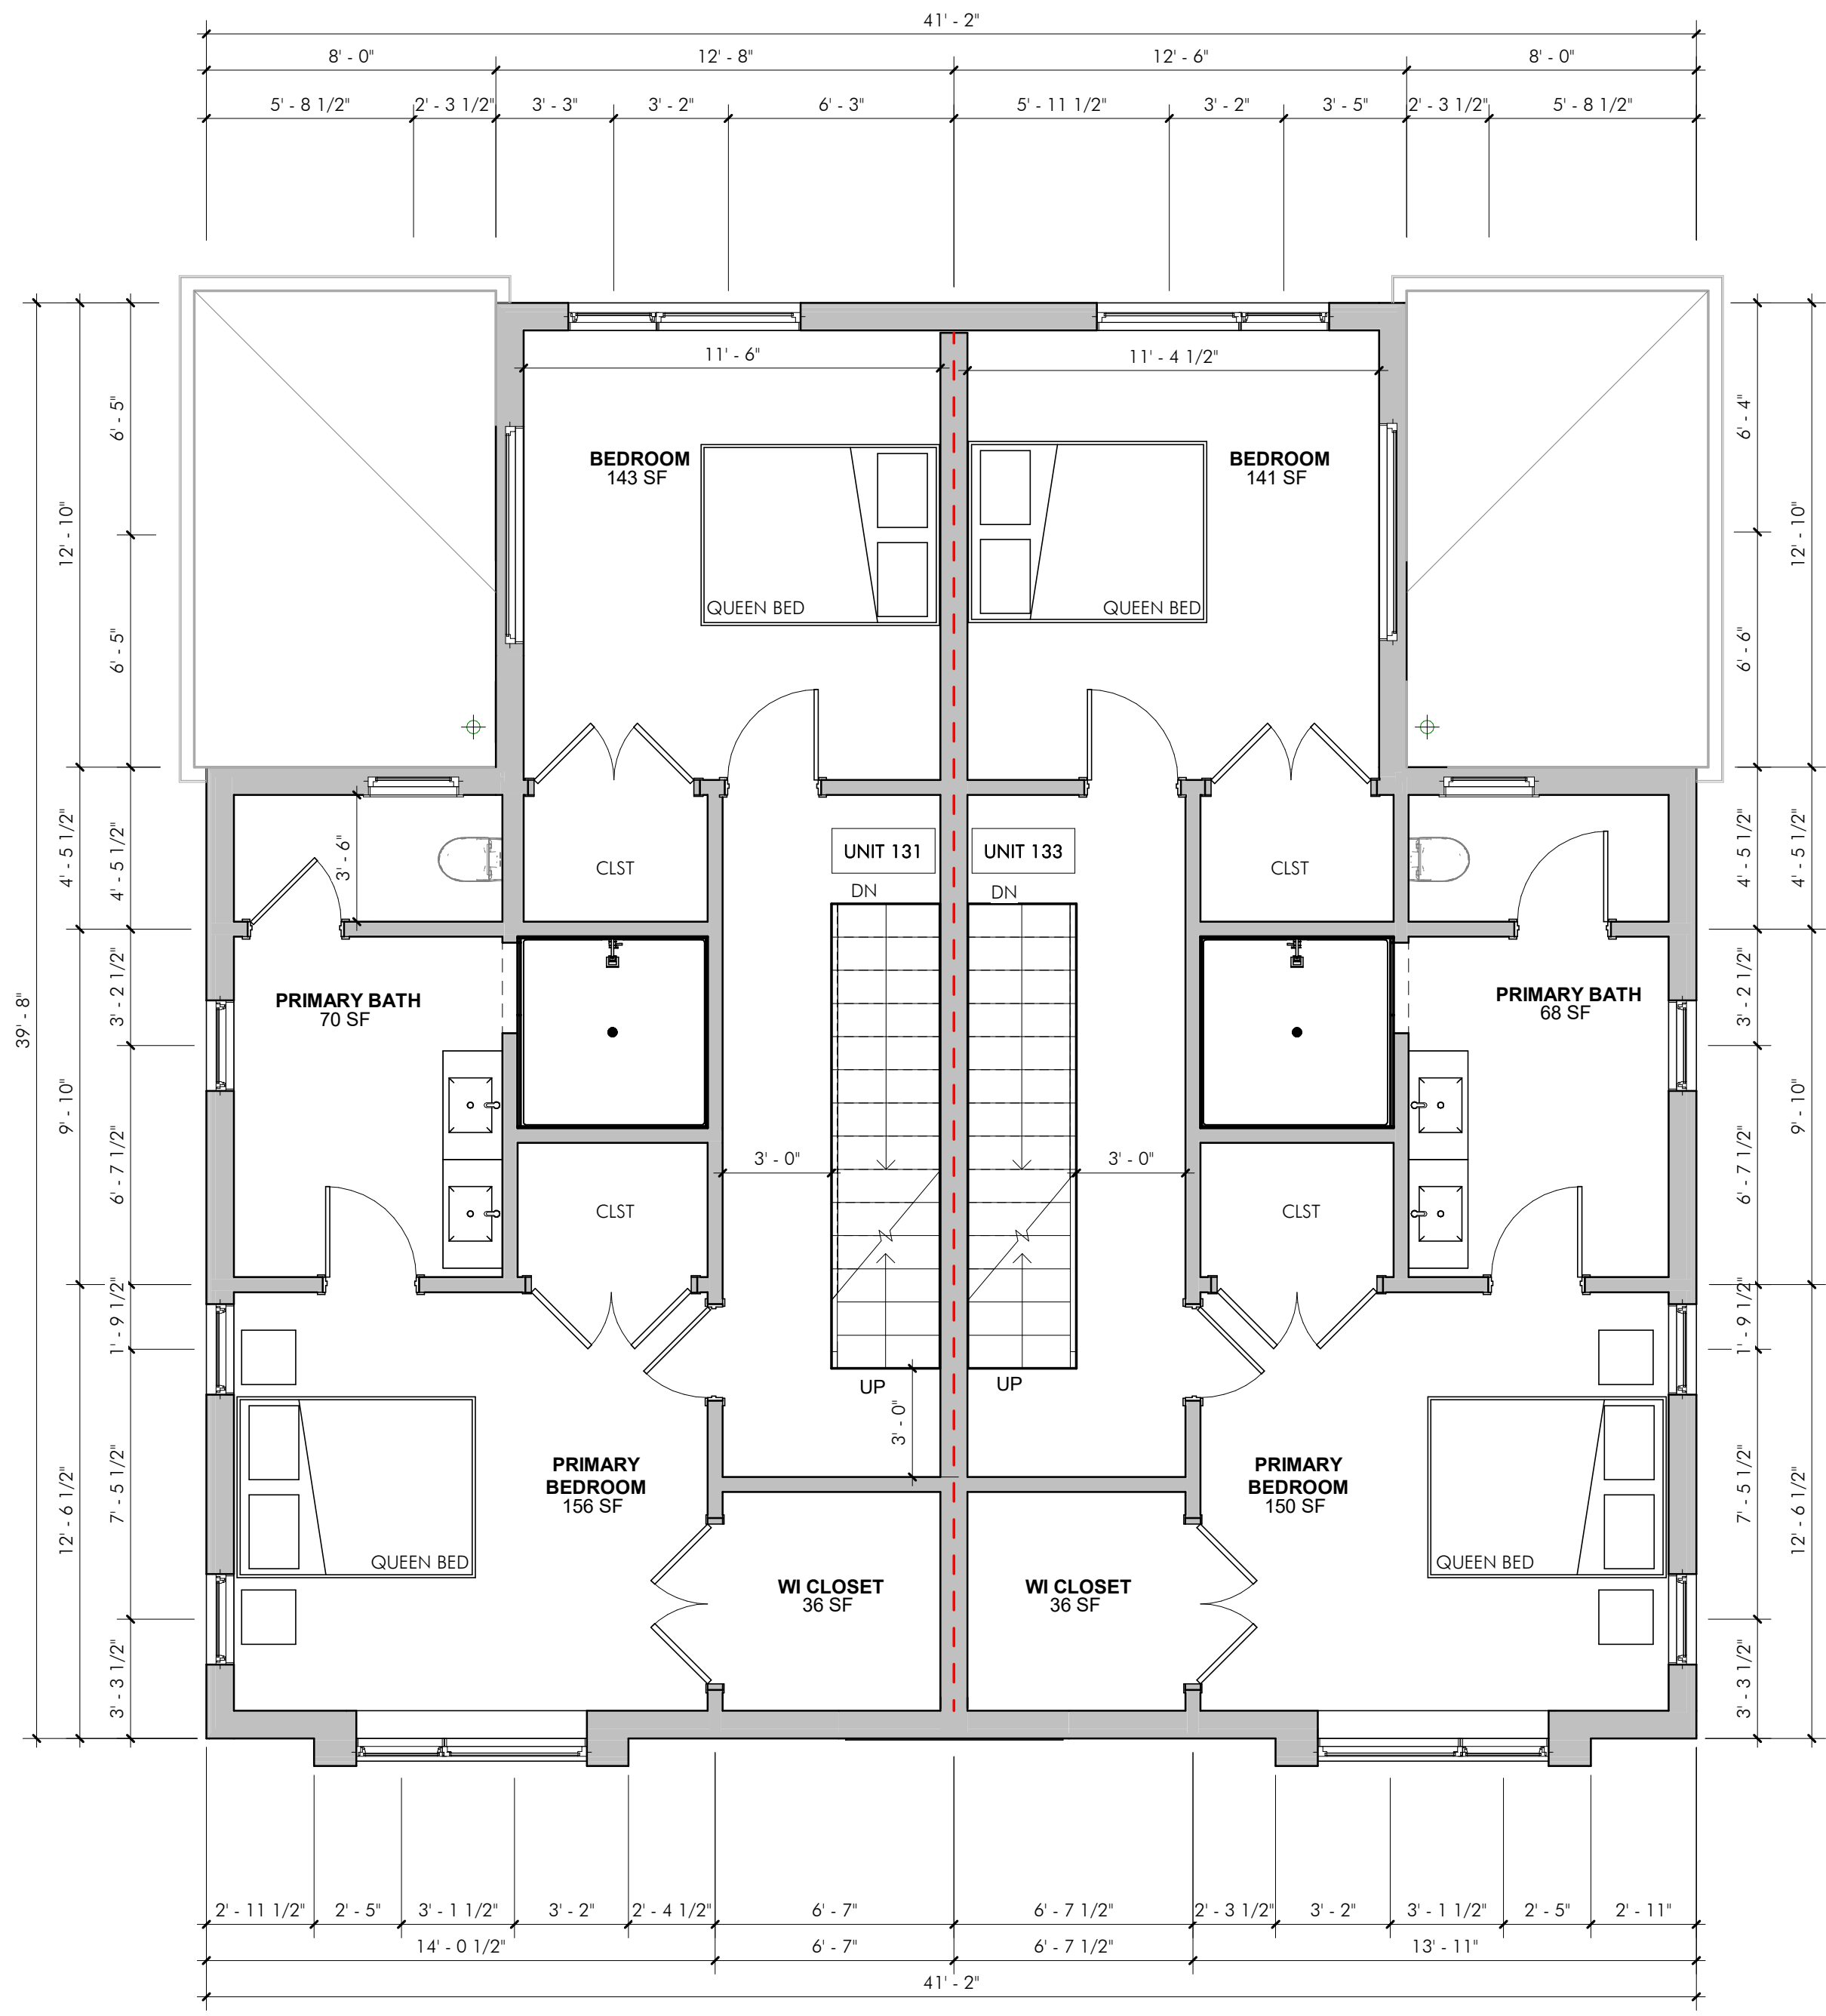 41' - 2"
8' - 0" 12' - 8" 12' - 6" 8' - 0"
5' - 8 1/2" 2' - 3 1/2" 3' - 3" 3' - 2" 6' - 3" 5' - 11 1/2" 3' - 2" 3' - 5" 2' - 3 1/2" 5' - 8 1/2"
11' - 6" 11' - 4 1/2"
6' - 5" 6' - 4"
BEDROOM BEDROOM
143 SF 141 SF
12' - 10" 12' - 10"
QUEEN BED QUEEN BED
6' - 5" 6' - 6"
4' - 5 1/2" 4' - 5 1/2" 3' - 6" 4' - 5 1/2" 4' - 5 1/2"
UNIT 131 UNIT 133
CLST CLST
DN DN
39' - 8"
3' - 2 1/2" 3' - 2 1/2"
PRIMARY BATH PRIMARY BATH
70 SF 68 SF
9' - 10" 9' - 10"
6' - 7 1/2" 6' - 7 1/2"
3' - 0" 3' - 0"
CLST CLST
1' - 9 1/2" 1' - 9 1/2"
UP UP
3' - 0"
PRIMARY PRIMARY
BEDROOM BEDROOM
156 SF 150 SF
7' - 5 1/2" 7' - 5 1/2"
12' - 6 1/2" 12' - 6 1/2"
QUEEN BED QUEEN BED
WI CLOSET WI CLOSET
36 SF 36 SF
3' - 3 1/2" 3' - 3 1/2"
2' - 11 1/2" 2' - 5" 3' - 1 1/2" 3' - 2" 2' - 4 1/2" 6' - 7" 6' - 7 1/2" 2' - 3 1/2" 3' - 2" 3' - 1 1/2" 2' - 5" 2' - 11"
14' - 0 1/2" 6' - 7" 6' - 7 1/2" 13' - 11"
41' - 2"